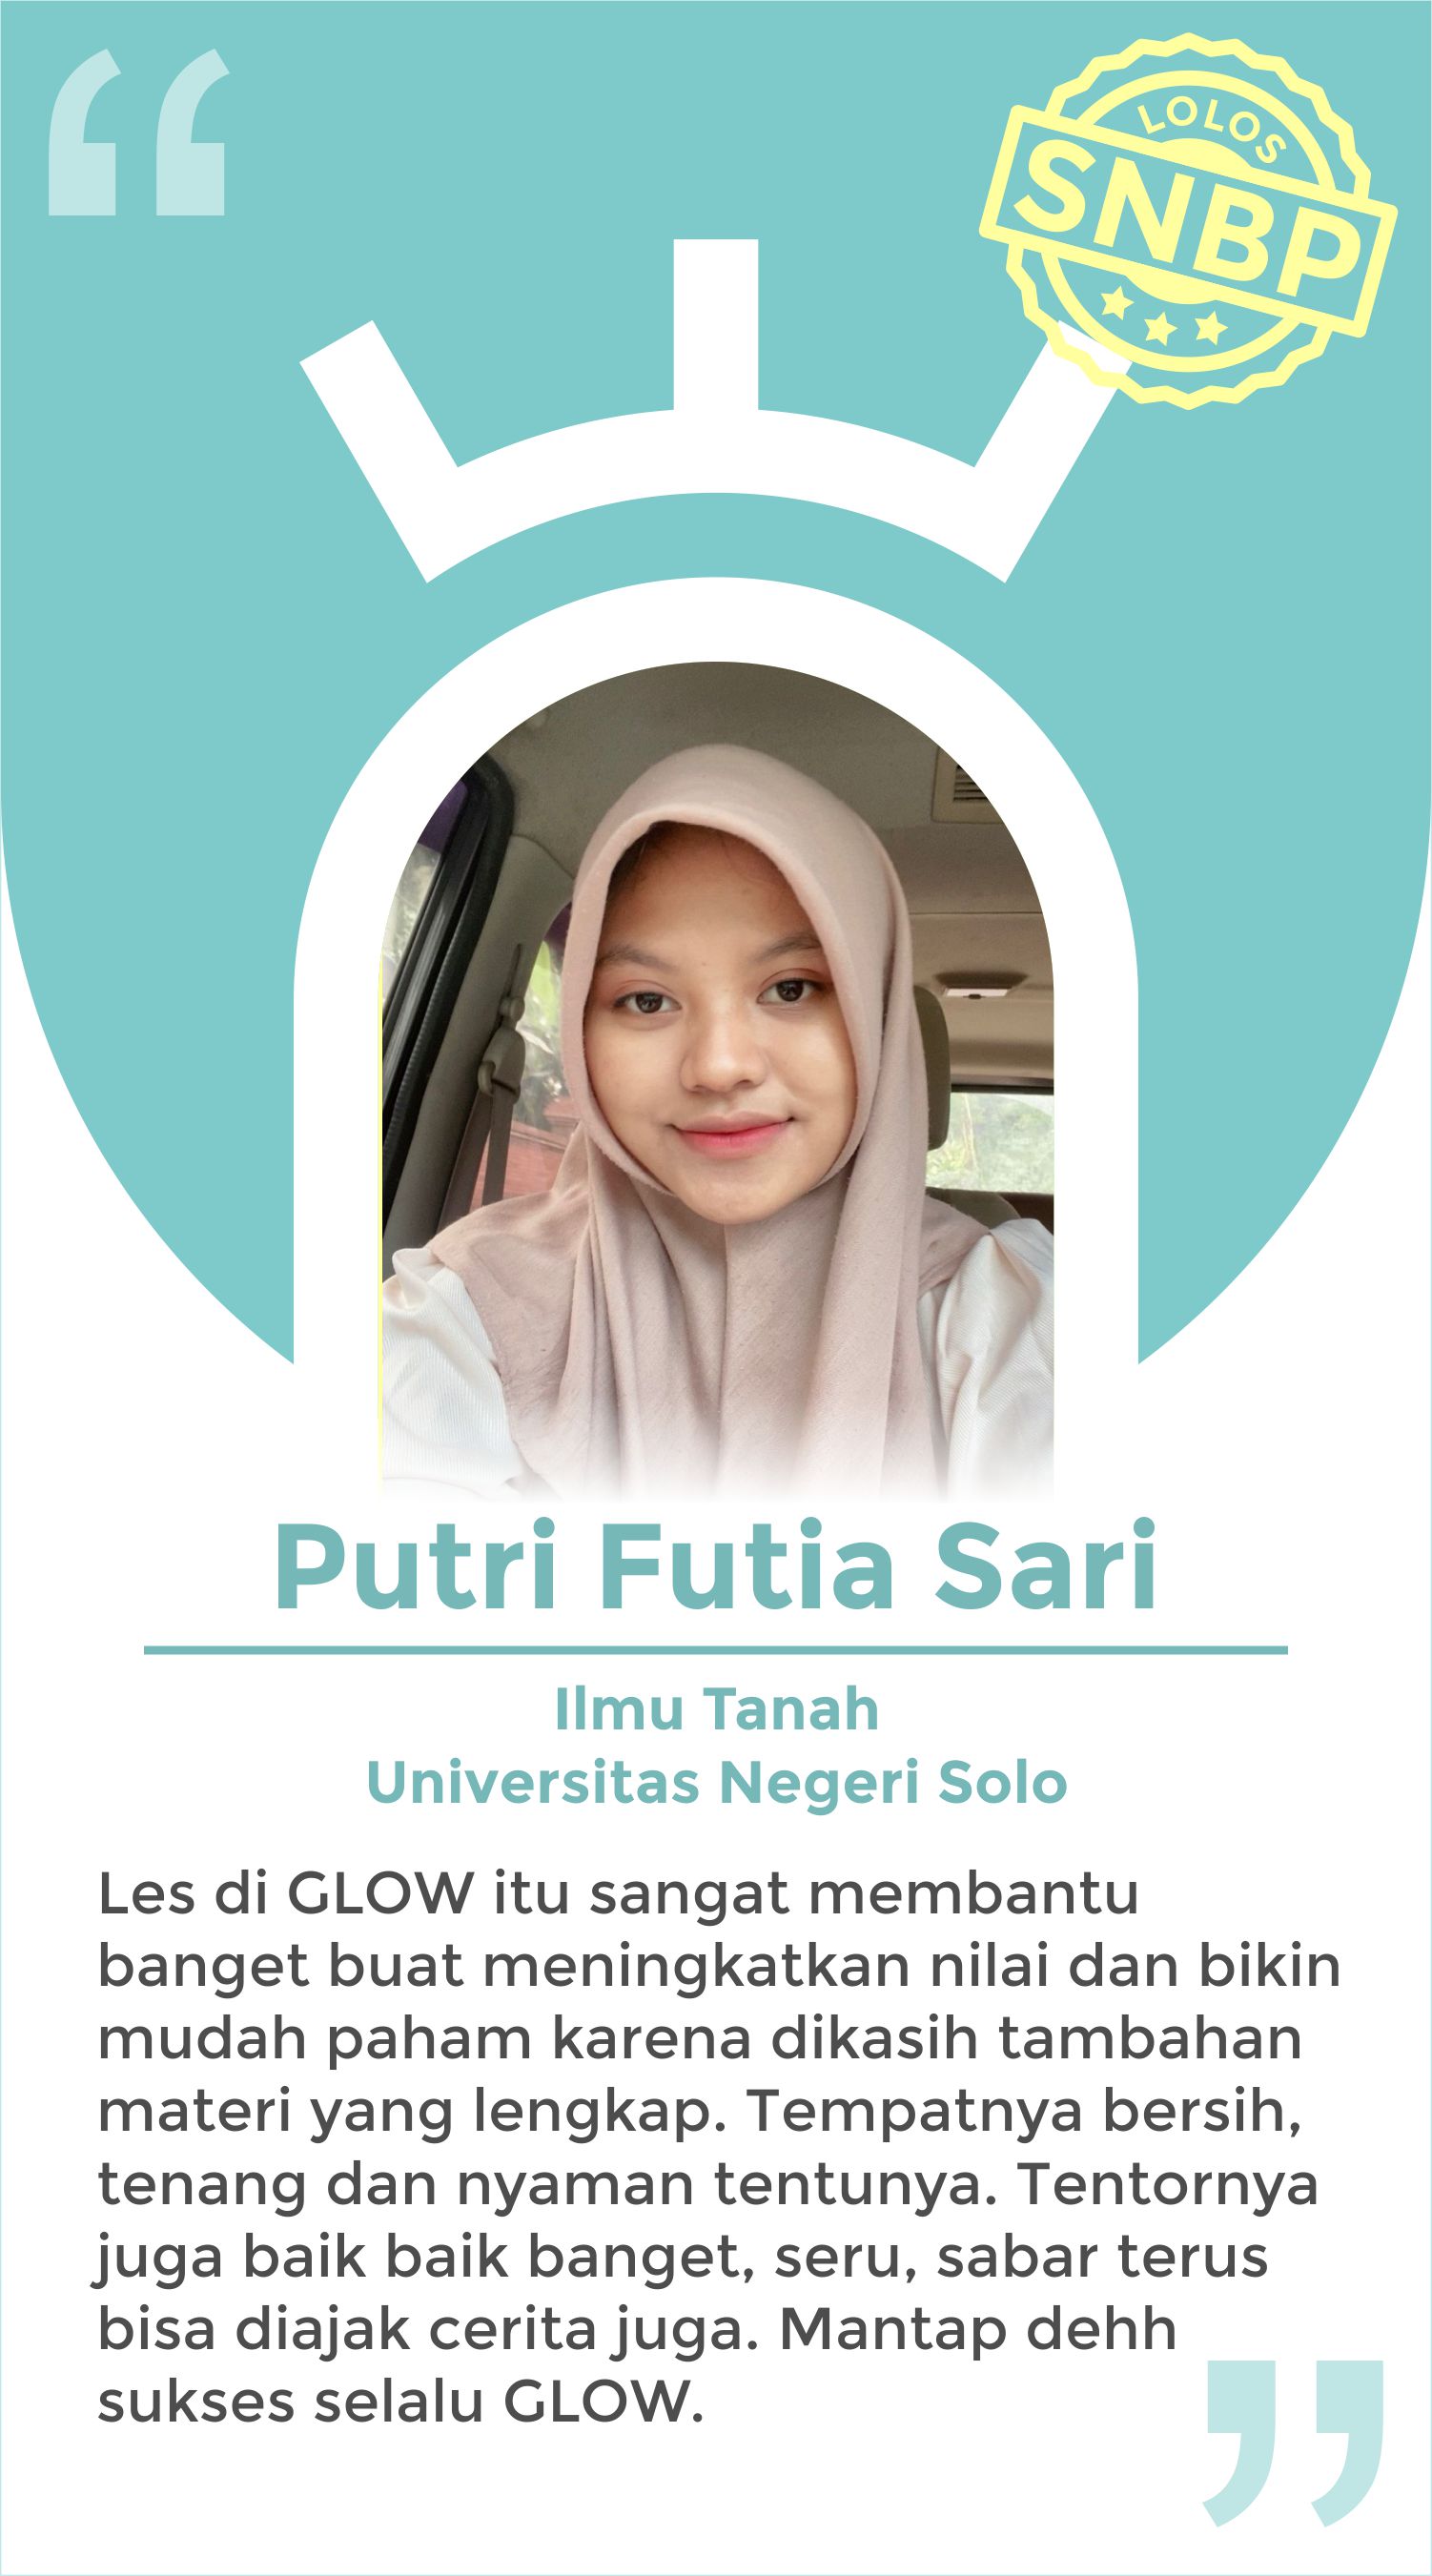 LOLOS
SNBP
Putri Futia Sari
Ilmu Tanah
Universitas Negeri Solo
Les di GLOW itu sangat membantu
banget buat meningkatkan nilai dan bikin
mudah paham karena dikasih tambahan
materi yang lengkap. Tempatnya bersih,
tenang dan nyaman tentunya. Tentornya
juga baik baik banget, seru, sabar terus
bisa diajak cerita juga. Mantap dehh
sukses selalu GLOW.